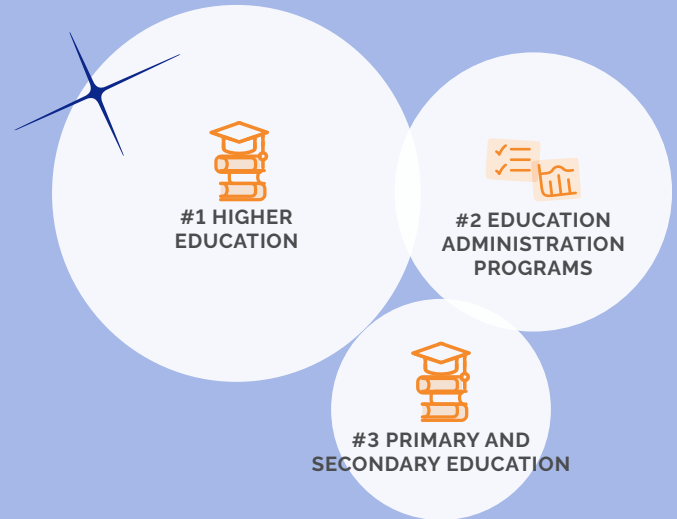 #1 HIGHER
EDUCATION
#2 EDUCATION
ADMINISTRATION
PROGRAMS
#3 PRIMARY AND
SECONDARY EDUCATION